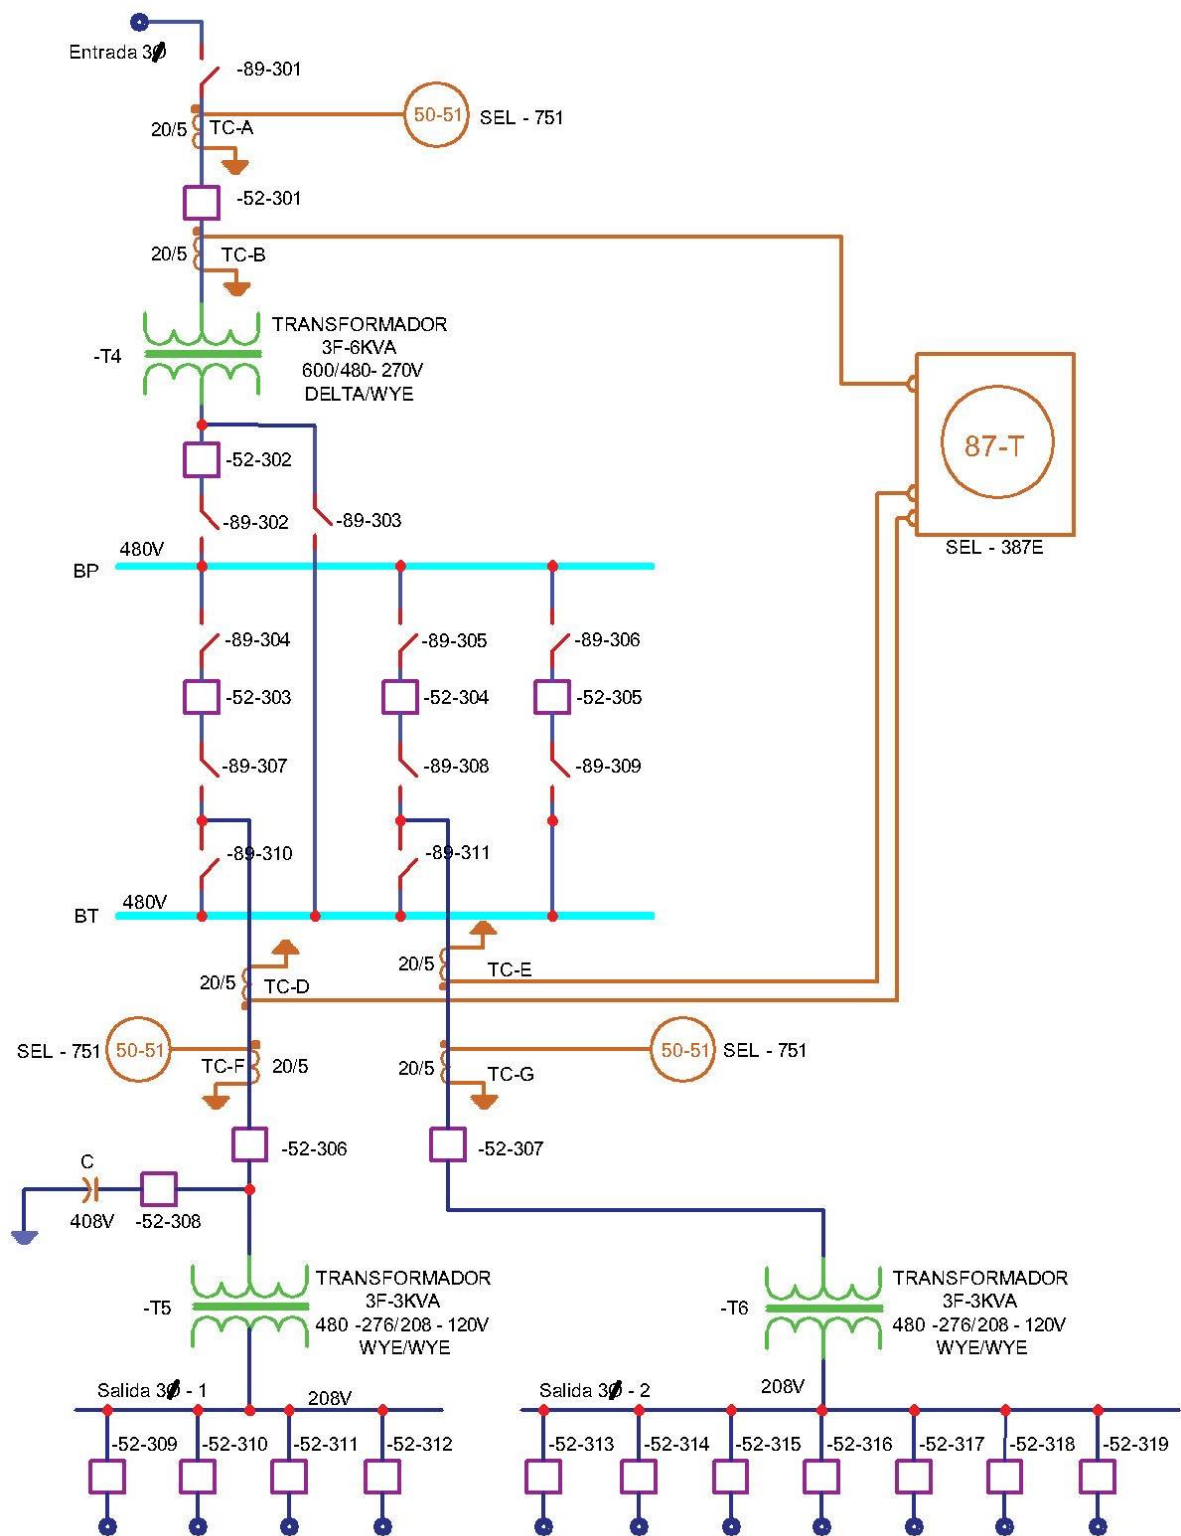 Entrada 3Ø
-89-301
50-51
SEL - 751
20/5
TC-A
-52-301
20/5
TC-B
-T4
TRANSFORMADOR
3F-6KVA
600/480- 270V
DELTA/WYE
87-T
SEL - 387E
-52-302
-89-302
-89-303
480V
BP
-89-304
-89-305
-89-306
-52-303
-52-304
-52-305
-89-307
-89-308
-89-309
-89-310
-89-311
480V
BT
20/5
TC-D
20/5
TC-E
SEL - 751
50-51
TC-F
20/5
20/5
TC-G
50-51
SEL - 751
-52-306
-52-307
C
408V
-52-308
-T5
TRANSFORMADOR
3F-3KVA
480 -276/208 - 120V
WYE/WYE
-T6
TRANSFORMADOR
3F-3KVA
480 -276/208 - 120V
WYE/WYE
Salida 3Ø - 1
208V
Salida 3Ø - 2
208V
-52-309
-52-310
-52-311
-52-312
-52-313
-52-314
-52-315
-52-316
-52-317
-52-318
-52-319